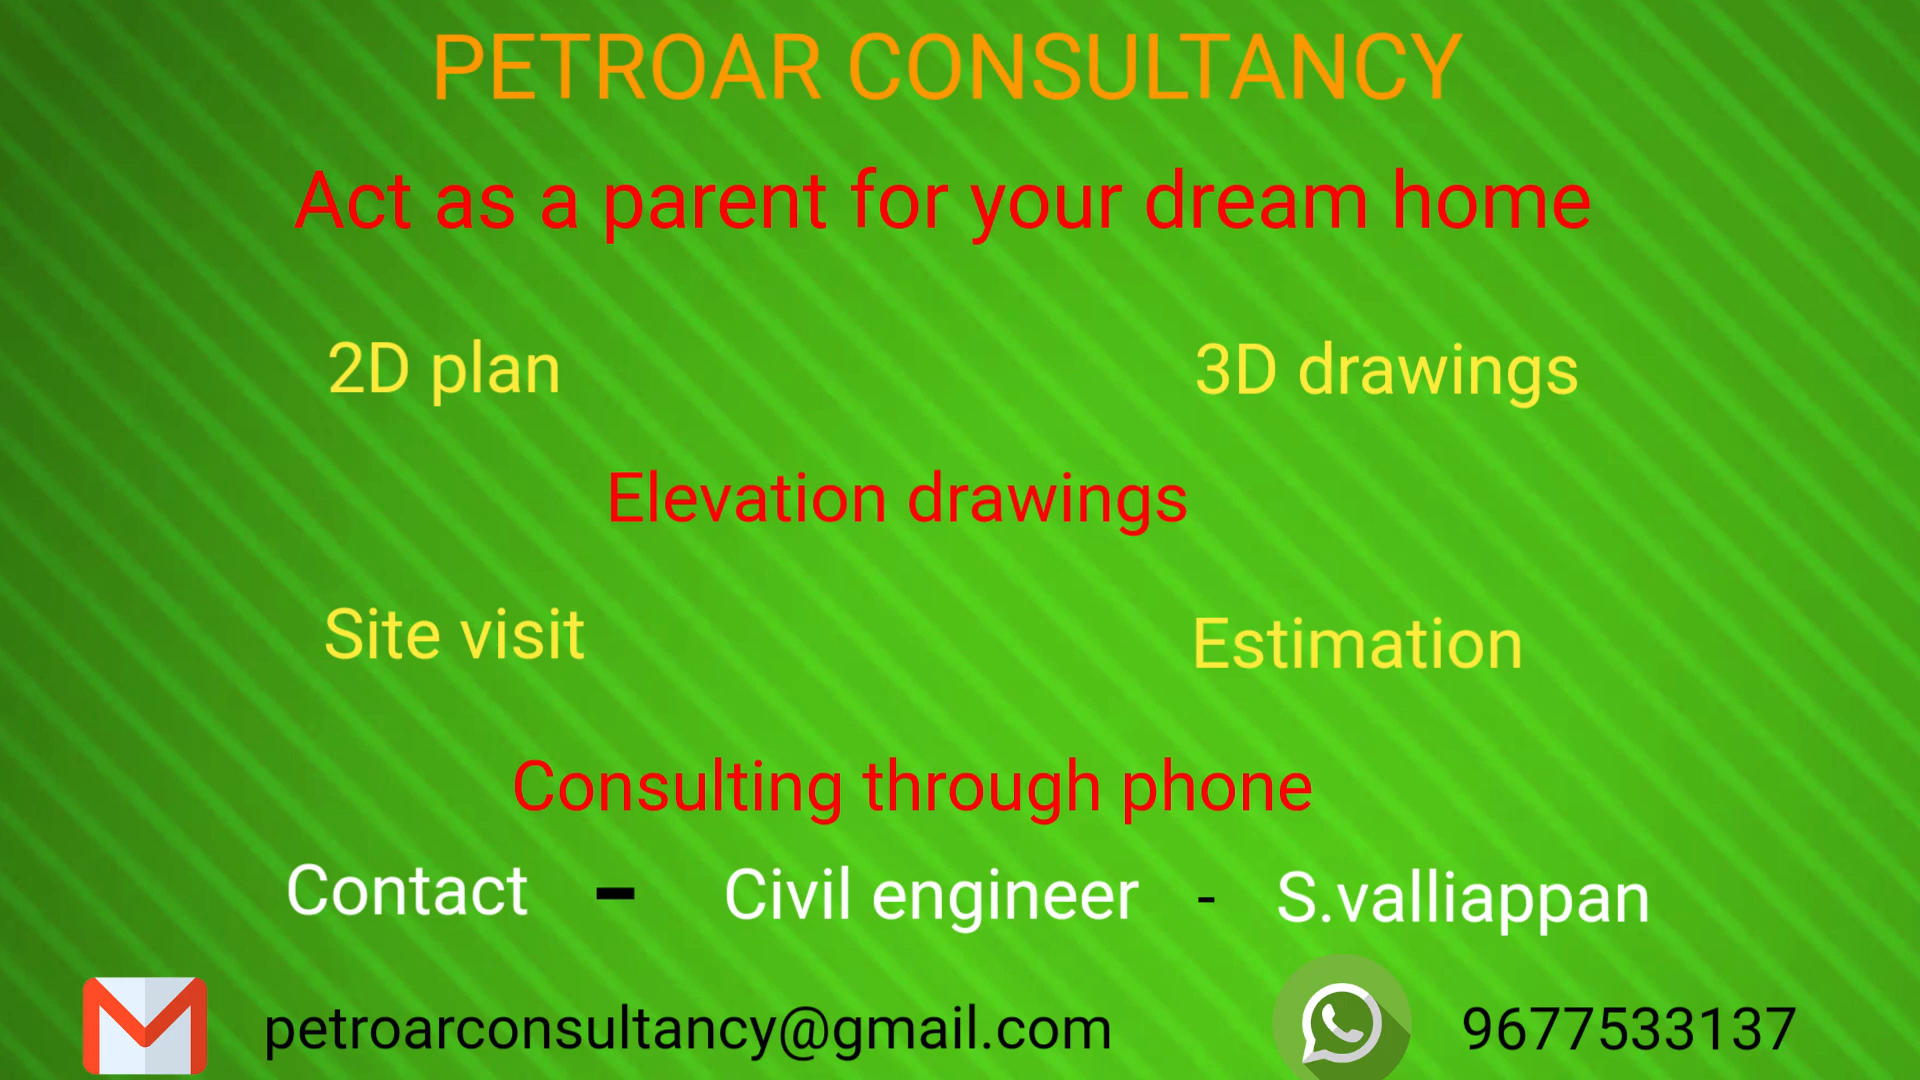 PETROAR CONSULTANCY
Act as a parent for your dream home
2D plan 3D drawings
Elevation drawings
Site visit Estimation
Consulting through phone
Contact - Civil engineer - S.valliappan
petroarconsultancy@gmail.com 9677533137